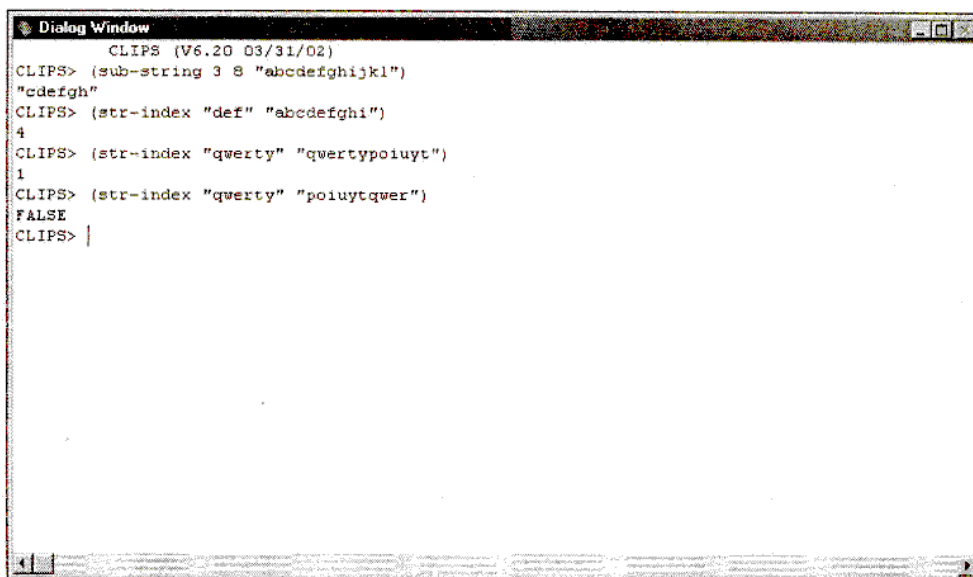 Dialog Window
CLIPS (V6.20 03/31/02)
CLIPS> (sub-string 3 8 "abcdefghijkl")
"cdefgh"
CLIPS> (str-index "def" "abcdefghi")
4
CLIPS> (str-index "qwerty" "qwertypoiuyt")
1
CLIPS> (str-index "qwerty" "poiuytqwer")
FALSE
CLIPS>